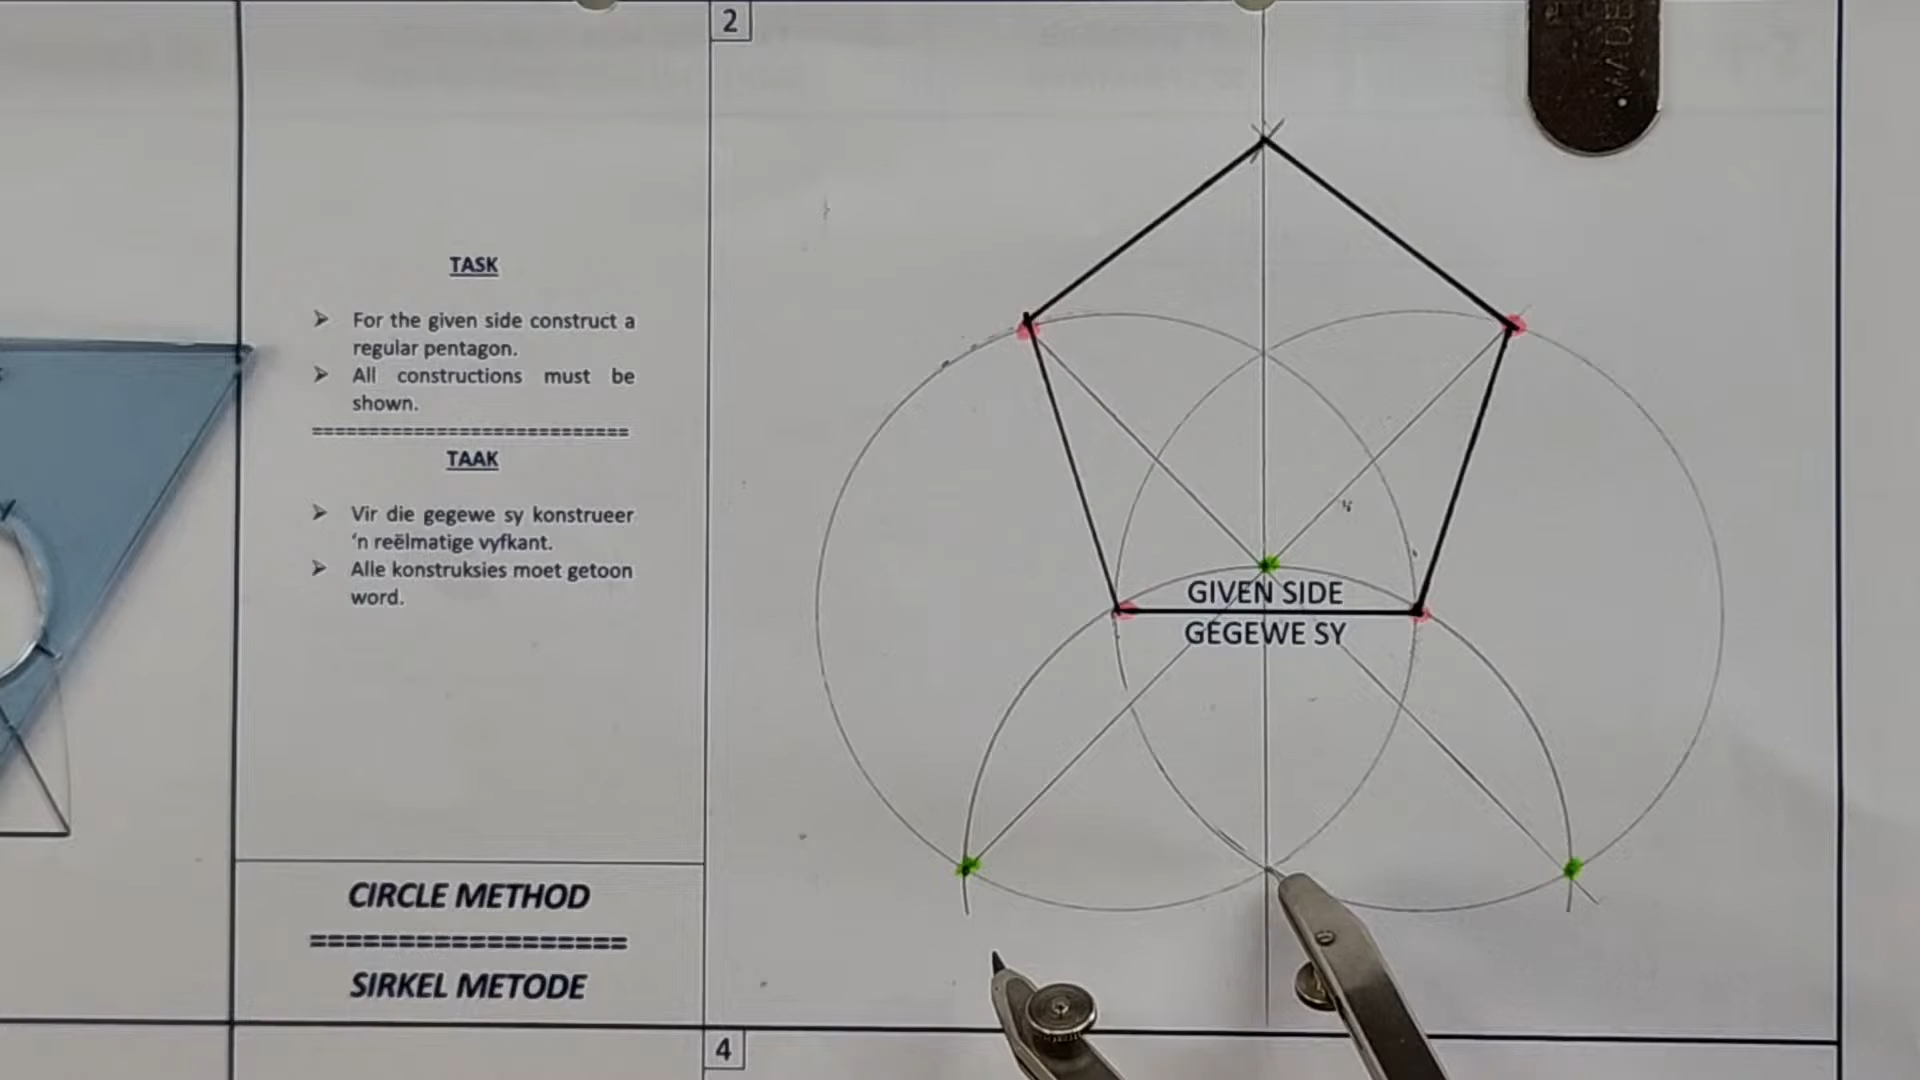 2
TASK
➢ For the given side construct a
regular pentagon.
➢ All constructions must be
shown.
============================
TAAK
➢ Vir die gegewe sy konstrueer
‘n reëlmatige vyfkant.
➢ Alle konstruksies moet getoon
word.
CIRCLE METHOD
===================
SIRKEL METODE
GIVEN SIDE
GEGEWE SY
4